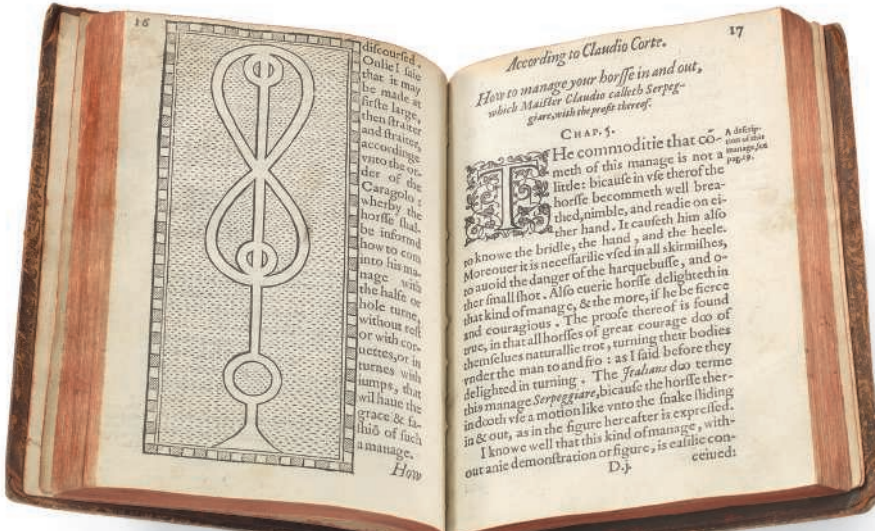 16
discoursed.
Onlie I saie
that it may
be made at
firste large,
then straiter
and straiter,
accordinge
vnto the or-
der of the
Caragolo:
wherby the
horsse shal-
be informd
how to com
into his ma-
nage with
the halfe or
hole turne,
without rest
or with cor-
uettes, or in
turnes with
iumps, that
wil haue the
grace & fa-
shiō of such
a manage.
How
According to Claudio Corte.
17
How to manage your horsse in and out,
which Maister Claudio calleth Serpeg-
giare, with the profit thereof.
CHAP. 5.
A descrip-
tion of this
manage, see
pag. 19.
THe commoditie that cō-
meth of this manage is not a
little: bicause in vse therof the
horsse becommeth well brea-
thed, nimble, and readie on ei-
ther hand. It causeth him also
to knowe the bridle, the hand, and the heele.
Moreouer it is necessarilie vsed in all skirmishes,
to auoid the danger of the harquebusse, and o-
ther small shot. Also euerie horsse delighteth in
that kind of manage, & the more, if he be fierce
and couragious. The proofe thereof is found
true, in that all horsses of great courage doo of
themselues naturallie trot, turning their bodies
vnder the man to and fro: as I said before they
delighted in turning. The Italians doo terme
this manage Serpeggiare, bicause the horsse ther-
in dooth vse a motion like vnto the snake sliding
in & out, as in the figure hereafter is expressed.
I know well that this kind of manage, with-
out anie demonstration or figure, is easilie con-
D.j.
ceiued: